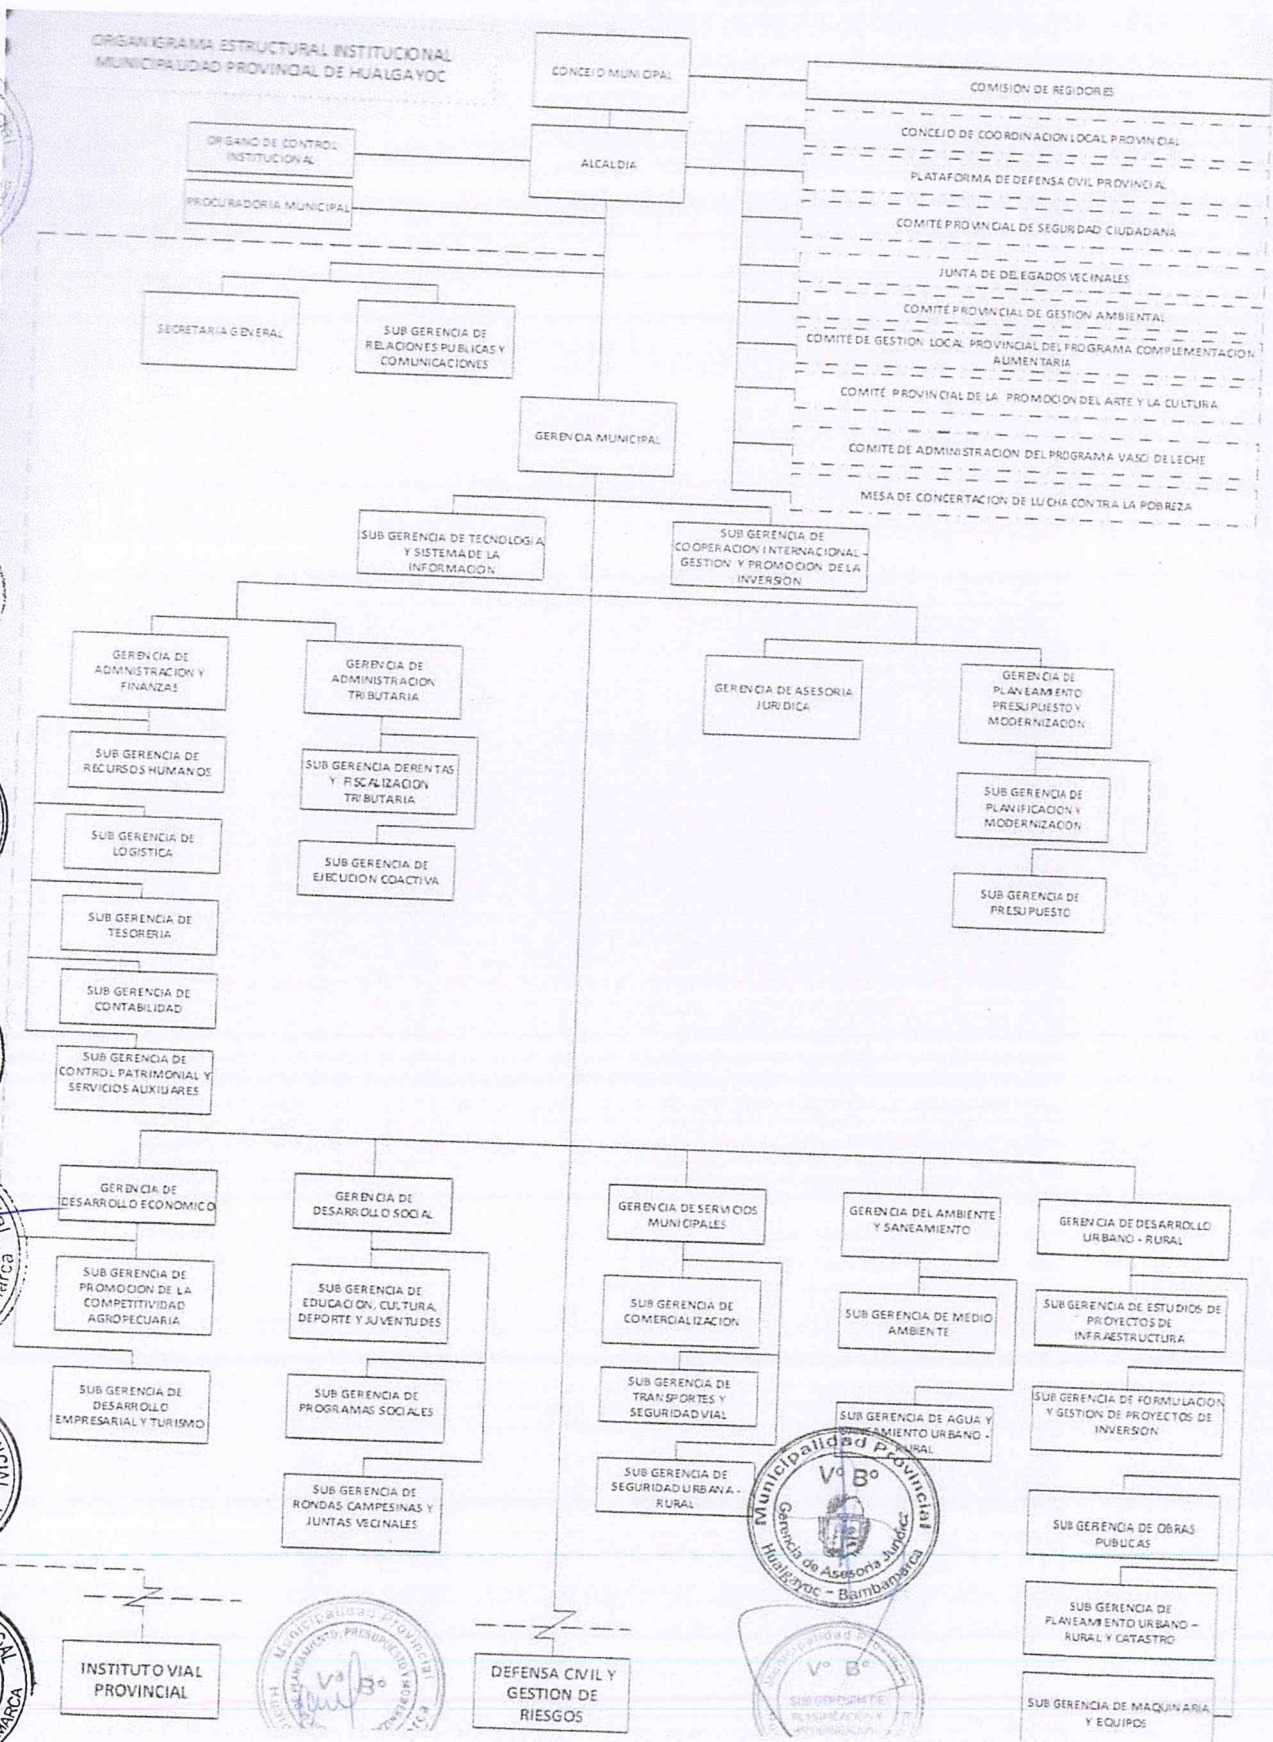 ORGANIGRAMA ESTRUCTURAL INSTITUCIONAL
MUNICIPALIDAD PROVINCIAL DE HUALGAYOC
CONCEJO MUNICIPAL
COMISION DE REGIDORES
ORGANO DE CONTROL
INSTITUCIONAL
ALCALDIA
CONCEJO DE COORDINACION LOCAL PROVINCIAL
PLATAFORMA DE DEFENSA CIVIL PROVINCIAL
PROCURADORIA MUNICIPAL
COMITÉ PROVINCIAL DE SEGURIDAD CIUDADANA
JUNTA DE DELEGADOS VECINALES
COMITÉ PROVINCIAL DE GESTION AMBIENTAL
COMITÉ DE GESTION LOCAL PROVINCIAL DEL PROGRAMA COMPLEMENTACION
ALIMENTARIA
COMITÉ PROVINCIAL DE LA PROMOCION DEL ARTE Y LA CULTURA
COMITE DE ADMINISTRACION DEL PROGRAMA VASO DE LECHE
MESA DE CONCERTACION DE LUCHA CONTRA LA POBREZA
SECRETARIA GENERAL
SUB GERENCIA DE
RELACIONES PUBLICAS Y
COMUNICACIONES
GERENCIA MUNICIPAL
SUB GERENCIA DE TECNOLOGIA
Y SISTEMA DE LA
INFORMACION
SUB GERENCIA DE
COOPERACION INTERNACIONAL -
GESTION Y PROMOCION DE LA
INVERSION
GERENCIA DE
ADMNISTRACION Y
FINANZAS
GERENCIA DE
ADMINISTRACION
TRIBUTARIA
GERENCIA DE ASESORIA
JURIDICA
GERENCIA DE
PLANEAMIENTO
PRESUPUESTO Y
MODERNIZACION
SUB GERENCIA DE
RECURSOS HUMANOS
SUB GERENCIA DE RENTAS
Y FISCALIZACION
TRIBUTARIA
SUB GERENCIA DE
PLANIFICACION Y
MODERNIZACION
SUB GERENCIA DE
LOGISTICA
SUB GERENCIA DE
EJECUCION COACTIVA
SUB GERENCIA DE
PRESUPUESTO
SUB GERENCIA DE
TESORERIA
SUB GERENCIA DE
CONTABILIDAD
SUB GERENCIA DE
CONTROL PATRIMONIAL Y
SERVICIOS AUXILIARES
GERENCIA DE
DESARROLLO ECONOMICO
GERENCIA DE
DESARROLLO SOCIAL
GERENCIA DE SERVICIOS
MUNICIPALES
GERENCIA DEL AMBIENTE
Y SANEAMIENTO
GERENCIA DE DESARROLLO
URBANO - RURAL
SUB GERENCIA DE
PROMOCION DE LA
COMPETITIVIDAD
AGROPECUARIA
SUB GERENCIA DE
EDUCACION, CULTURA,
DEPORTE Y JUVENTUDES
SUB GERENCIA DE
COMERCIALIZACION
SUB GERENCIA DE MEDIO
AMBIENTE
SUB GERENCIA DE ESTUDIOS DE
PROYECTOS DE
INFRAESTRUCTURA
SUB GERENCIA DE
DESARROLLO
EMPRESARIAL Y TURISMO
SUB GERENCIA DE
PROGRAMAS SOCIALES
SUB GERENCIA DE
TRANSPORTES Y
SEGURIDAD VIAL
SUB GERENCIA DE AGUA Y
SANEAMIENTO URBANO -
RURAL
SUB GERENCIA DE FORMULACION
Y GESTION DE PROYECTOS DE
INVERSION
SUB GERENCIA DE
RONDAS CAMPESINAS Y
JUNTAS VECINALES
SUB GERENCIA DE
SEGURIDAD URBANA -
RURAL
SUB GERENCIA DE OBRAS
PUBLICAS
SUB GERENCIA DE
PLANEAMIENTO URBANO -
RURAL Y CATASTRO
SUB GERENCIA DE MAQUINARIA
Y EQUIPOS
INSTITUTO VIAL
PROVINCIAL
DEFENSA CIVIL Y
GESTION DE
RIESGOS
Municipalidad Provincial
V° B°
Gerencia de Asesoría Jurídica
Hualgayoc - Bambamarca
Municipalidad Provincial
V° B°
Municipalidad Provincial
V° B°
SUB GERENCIA DE
PLANIFICACION Y